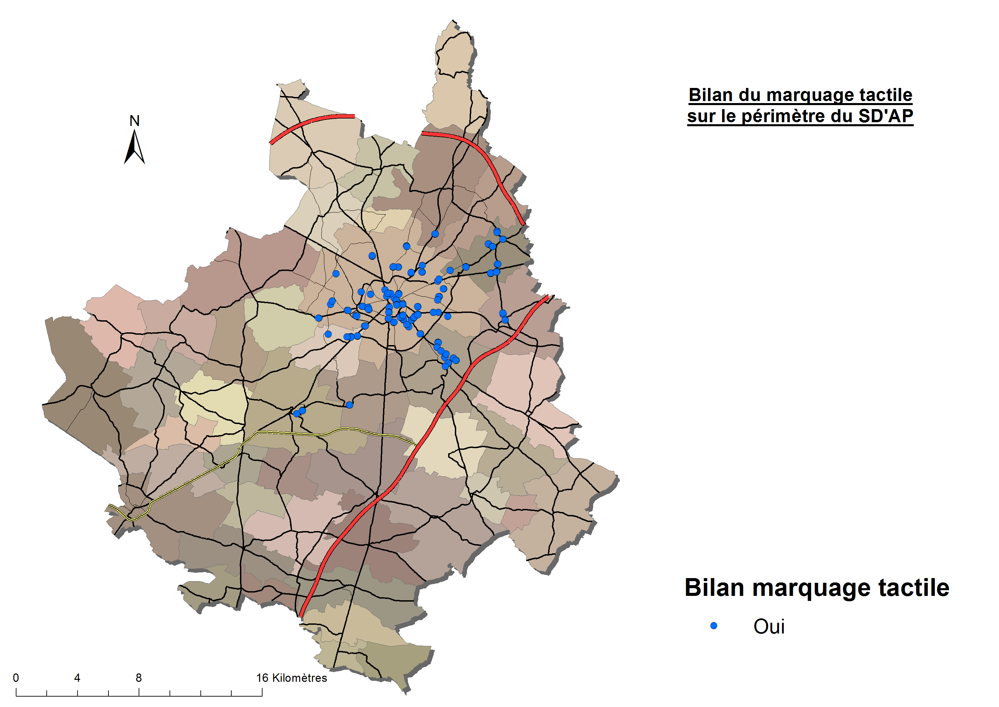 Bilan du marquage tactile
sur le périmètre du SD'AP
N
Bilan marquage tactile
Oui
0 4 8 16 Kilomètres